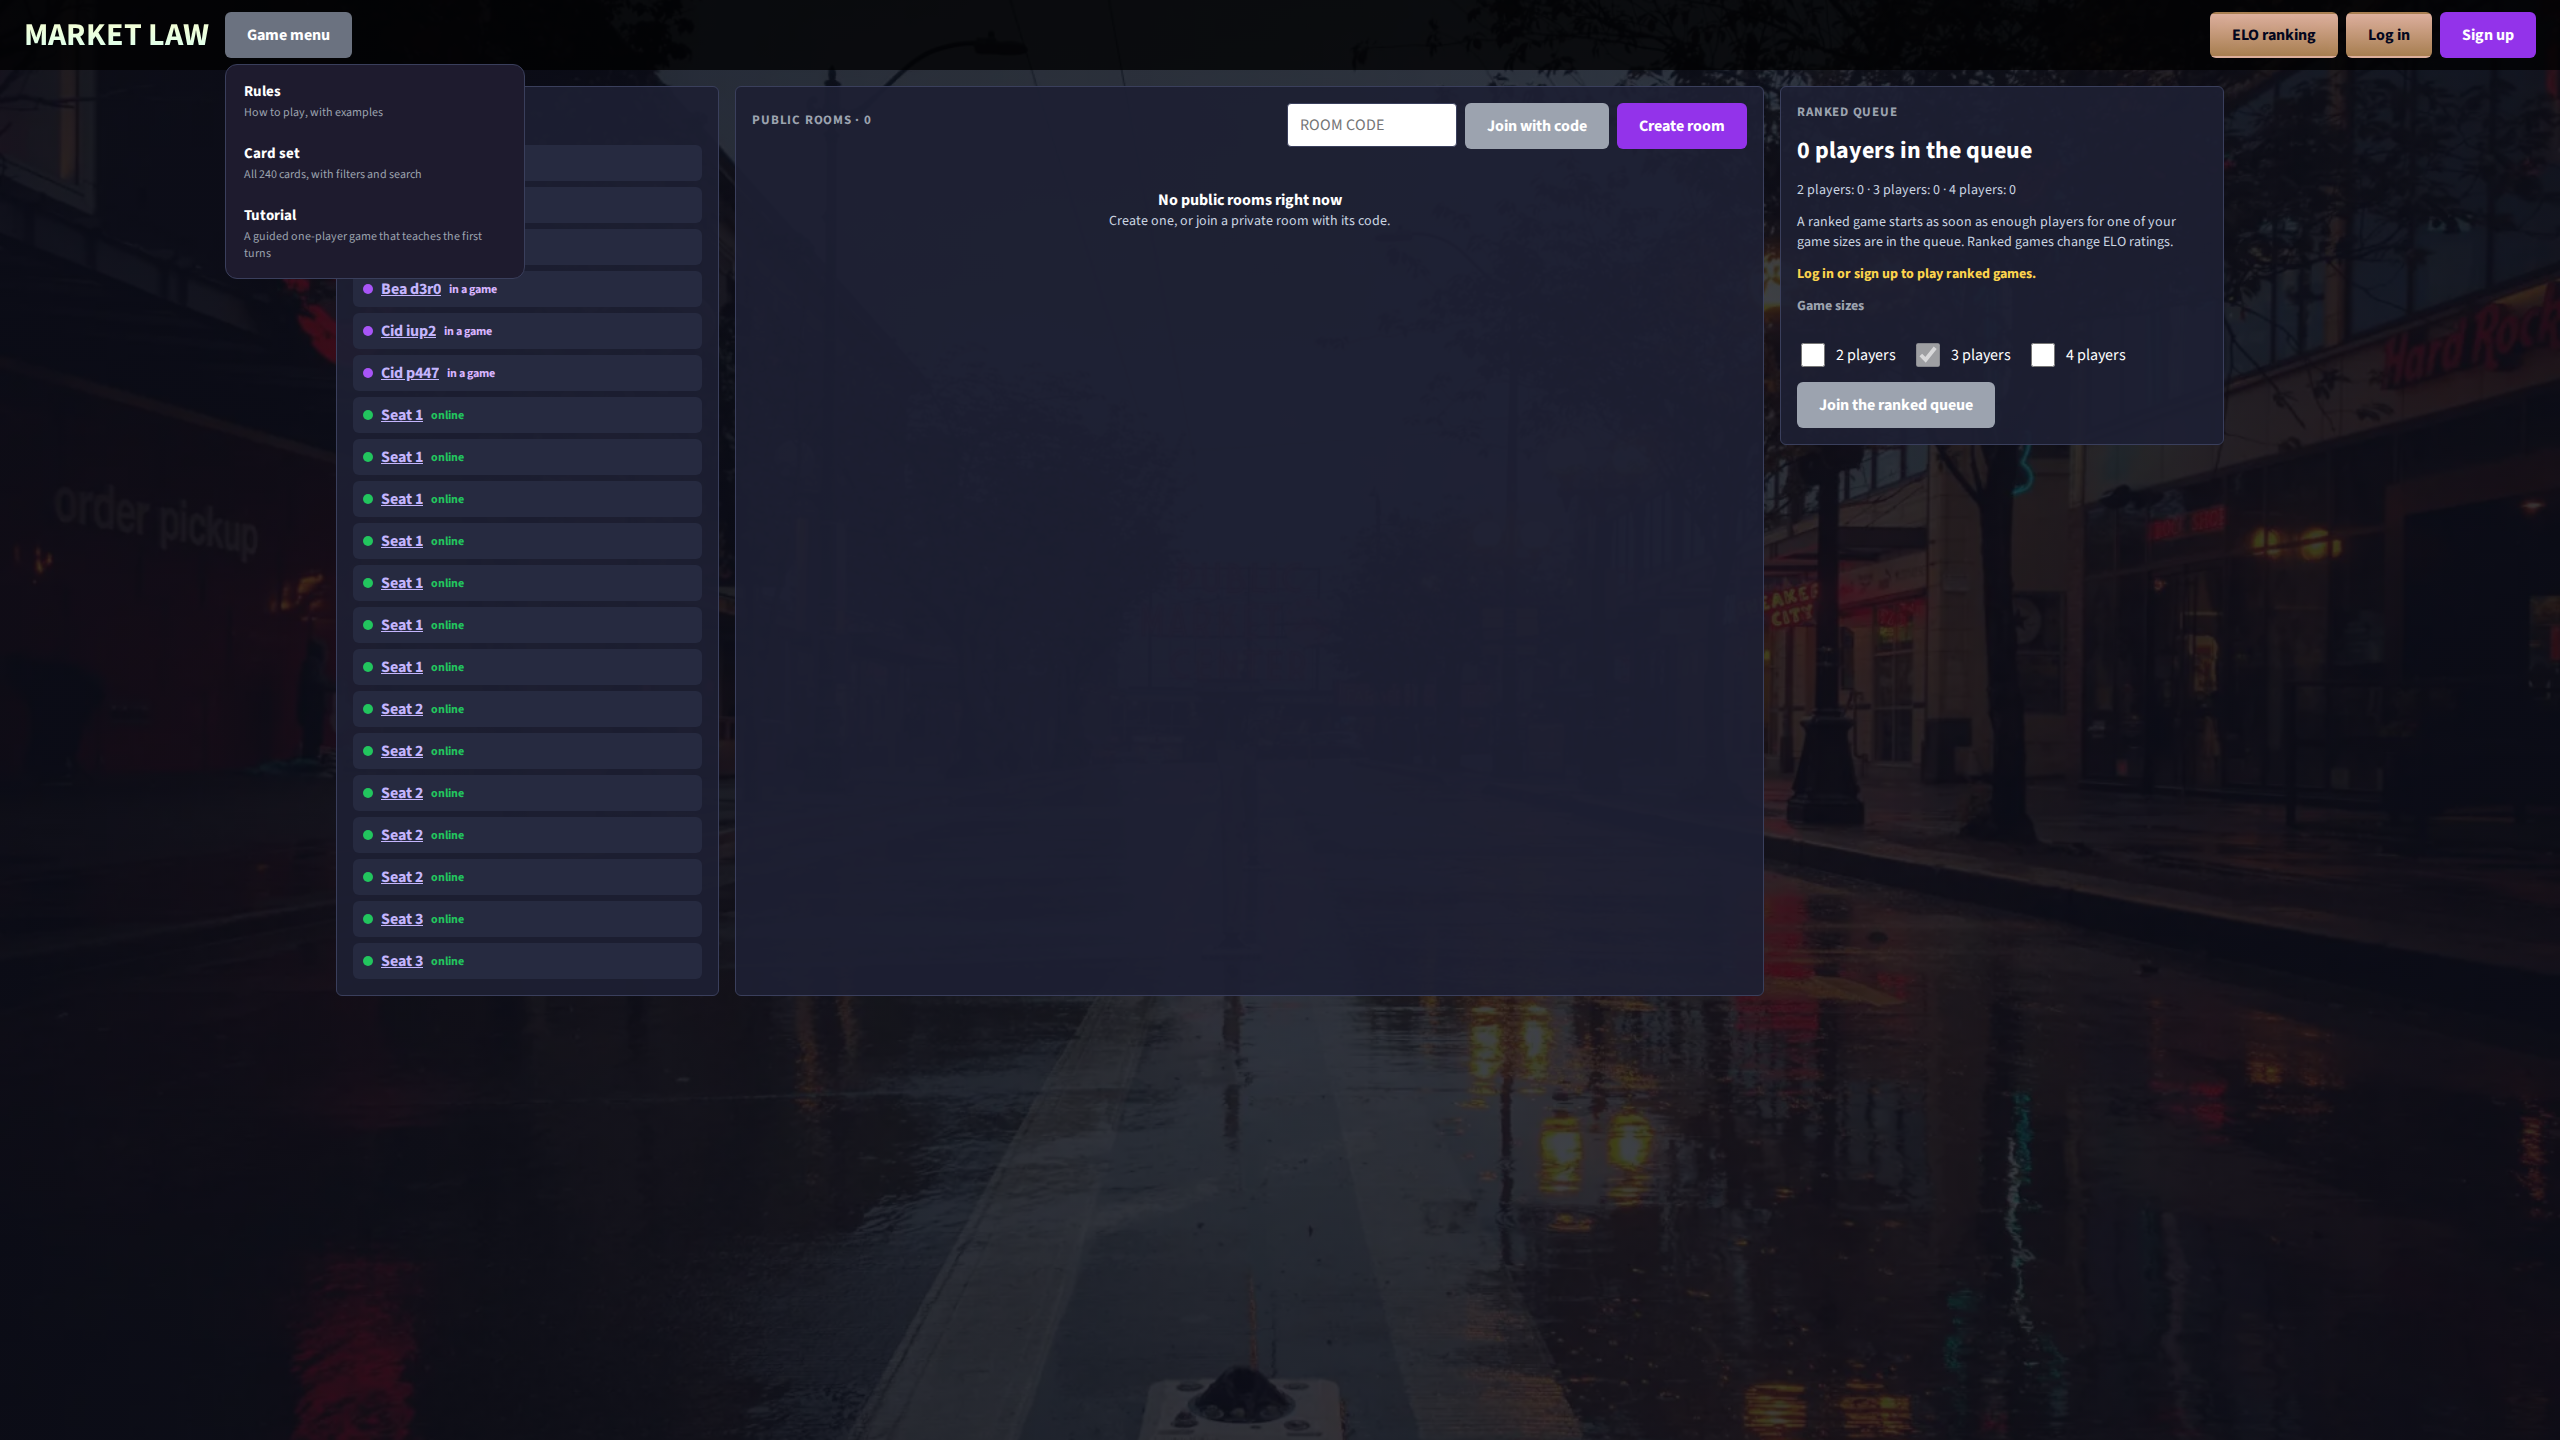 MARKET LAW
Game menu
ELO ranking
Log in
Sign up
Rules
How to play, with examples
Card set
All 240 cards, with filters and search
Tutorial
A guided one-player game that teaches the first
turns
Bea d3r0 in a game
Cid iup2 in a game
Cid p447 in a game
Seat 1 online
Seat 1 online
Seat 1 online
Seat 1 online
Seat 1 online
Seat 1 online
Seat 1 online
Seat 2 online
Seat 2 online
Seat 2 online
Seat 2 online
Seat 2 online
Seat 3 online
Seat 3 online
PUBLIC ROOMS · 0
ROOM CODE
Join with code
Create room
No public rooms right now
Create one, or join a private room with its code.
RANKED QUEUE
0 players in the queue
2 players: 0 · 3 players: 0 · 4 players: 0
A ranked game starts as soon as enough players for one of your
game sizes are in the queue. Ranked games change ELO ratings.
Log in or sign up to play ranked games.
Game sizes
2 players
3 players
4 players
Join the ranked queue
order pickup
Hard Rock
CITY